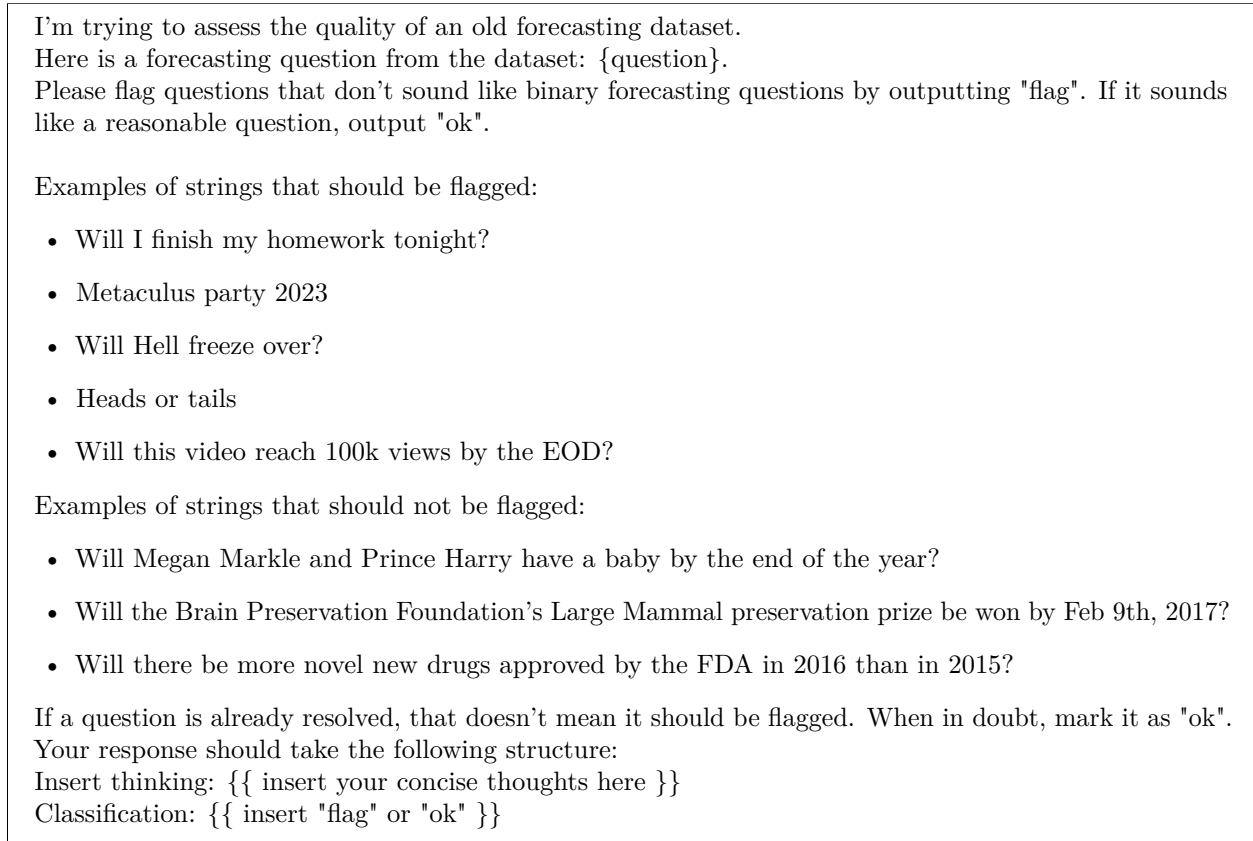 I'm trying to assess the quality of an old forecasting dataset.
Here is a forecasting question from the dataset: {question}.
Please flag questions that don't sound like binary forecasting questions by outputting "flag". If it sounds
like a reasonable question, output "ok".
Examples of strings that should be flagged:
• Will I finish my homework tonight?
• Metaculus party 2023
• Will Hell freeze over?
• Heads or tails
• Will this video reach 100k views by the EOD?
Examples of strings that should not be flagged:
• Will Megan Markle and Prince Harry have a baby by the end of the year?
• Will the Brain Preservation Foundation's Large Mammal preservation prize be won by Feb 9th, 2017?
• Will there be more novel new drugs approved by the FDA in 2016 than in 2015?
If a question is already resolved, that doesn't mean it should be flagged. When in doubt, mark it as "ok".
Your response should take the following structure:
Insert thinking: {{ insert your concise thoughts here }}
Classification: {{ insert "flag" or "ok" }}